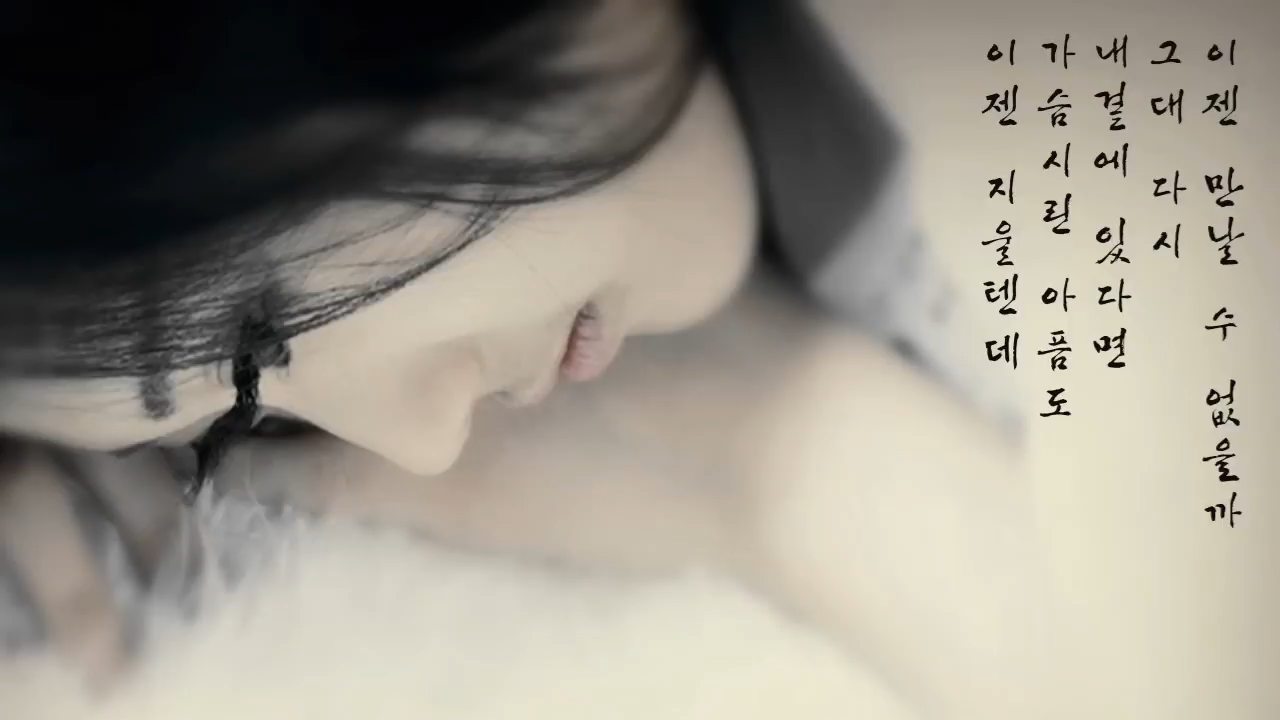 이젠 만날 수 없을까
그대 다시
내곁에 있다면
가슴시린 아픔도
이젠 지울텐데